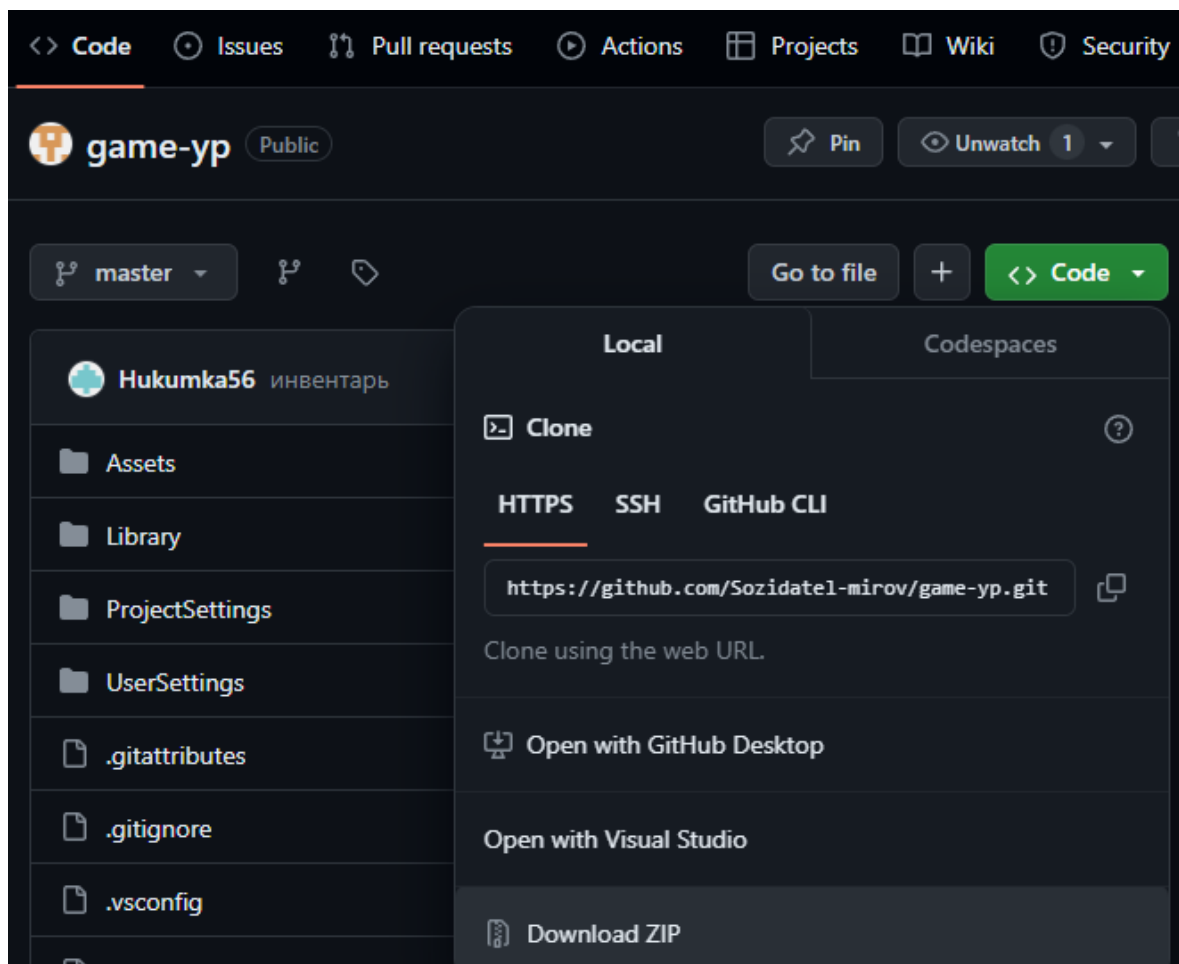 Code Issues Pull requests Actions Projects Wiki Security
game-yp Public Pin Unwatch 1
master Go to file Code
Local Codespaces
Hukumka56 инвентарь
Clone
Assets
HTTPS SSH GitHub CLI
Library
https://github.com/Sozidatel-mirov/game-yp.git
ProjectSettings
Clone using the web URL.
UserSettings
Open with GitHub Desktop
.gitattributes
.gitignore
Open with Visual Studio
.vsconfig
Download ZIP